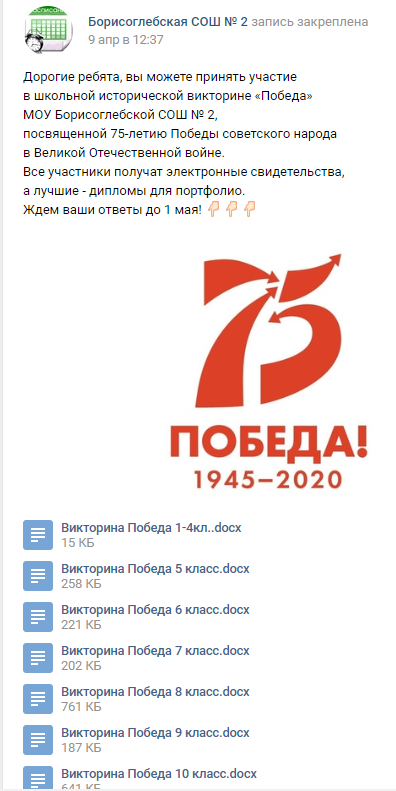 Борисоглебская СОШ № 2 запись закреплена
9 апр в 12:37
Дорогие ребята, вы можете принять участие
в школьной исторической викторине «Победа»
МОУ Борисоглебской СОШ № 2,
посвященной 75-летию Победы советского народа
в Великой Отечественной войне.
Все участники получат электронные свидетельства,
а лучшие - дипломы для портфолио.
Ждем ваши ответы до 1 мая! 👇🏻👇🏻👇🏻
75
ПОБЕДА!
1945–2020
Викторина Победа 1-4кл..docx
15 КБ
Викторина Победа 5 класс.docx
258 КБ
Викторина Победа 6 класс.docx
221 КБ
Викторина Победа 7 класс.docx
202 КБ
Викторина Победа 8 класс.docx
761 КБ
Викторина Победа 9 класс.docx
187 КБ
Викторина Победа 10 класс.docx
641 КБ